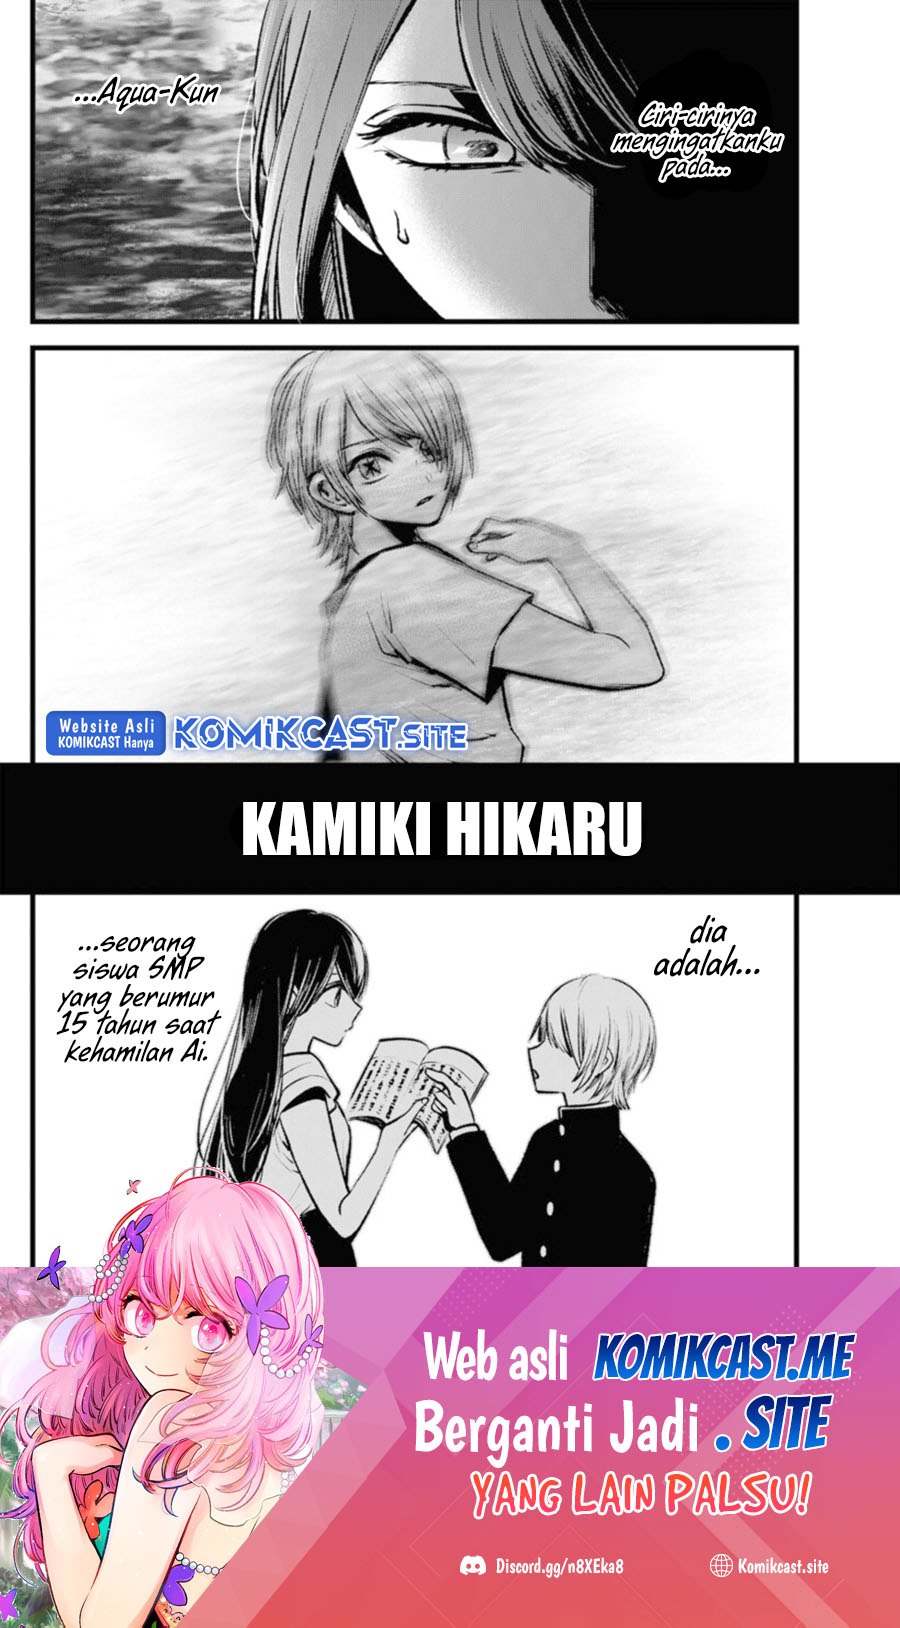 Ciri-cirinya
mengingatkanku
pada...
...Aqua-Kun
Website Asli
KOMIKCAST Hanya
KOMIKCAST.SITE
KAMIKI HIKARU
dia
adalah...
...seorang
siswa SMP
yang berumur
15 tahun saat
kehamilan Ai.
Web asli KOMIKCAST.ME
Berganti Jadi .SITE
YANG LAIN PALSU!
Discord.gg/n8XEka8
Komikcast.site